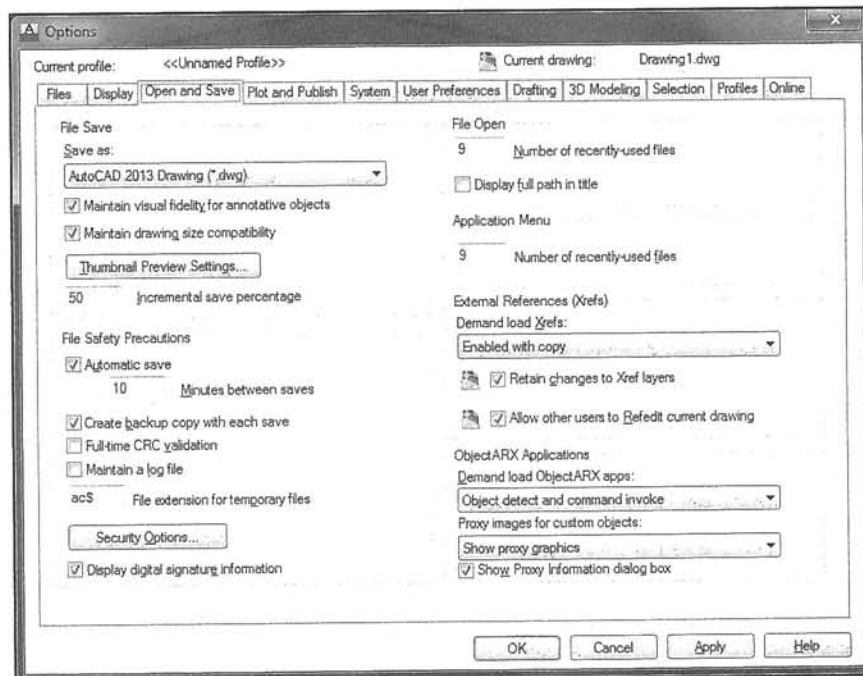 Options
Current profile: <<Unnamed Profile>> Current drawing: Drawing1.dwg
Files Display Open and Save Plot and Publish System User Preferences Drafting 3D Modeling Selection Profiles Online
File Save
Save as:
AutoCAD 2013 Drawing (*.dwg)
Maintain visual fidelity for annotative objects
Maintain drawing size compatibility
Thumbnail Preview Settings...
50 Incremental save percentage
File Safety Precautions
Automatic save
10 Minutes between saves
Create backup copy with each save
Full-time CRC validation
Maintain a log file
ac$ File extension for temporary files
Security Options...
Display digital signature information
File Open
9 Number of recently-used files
Display full path in title
Application Menu
9 Number of recently-used files
External References (Xrefs)
Demand load Xrefs:
Enabled with copy
Retain changes to Xref layers
Allow other users to Refedit current drawing
ObjectARX Applications
Demand load ObjectARX apps:
Object detect and command invoke
Proxy images for custom objects:
Show proxy graphics
Show Proxy Information dialog box
OK Cancel Apply Help